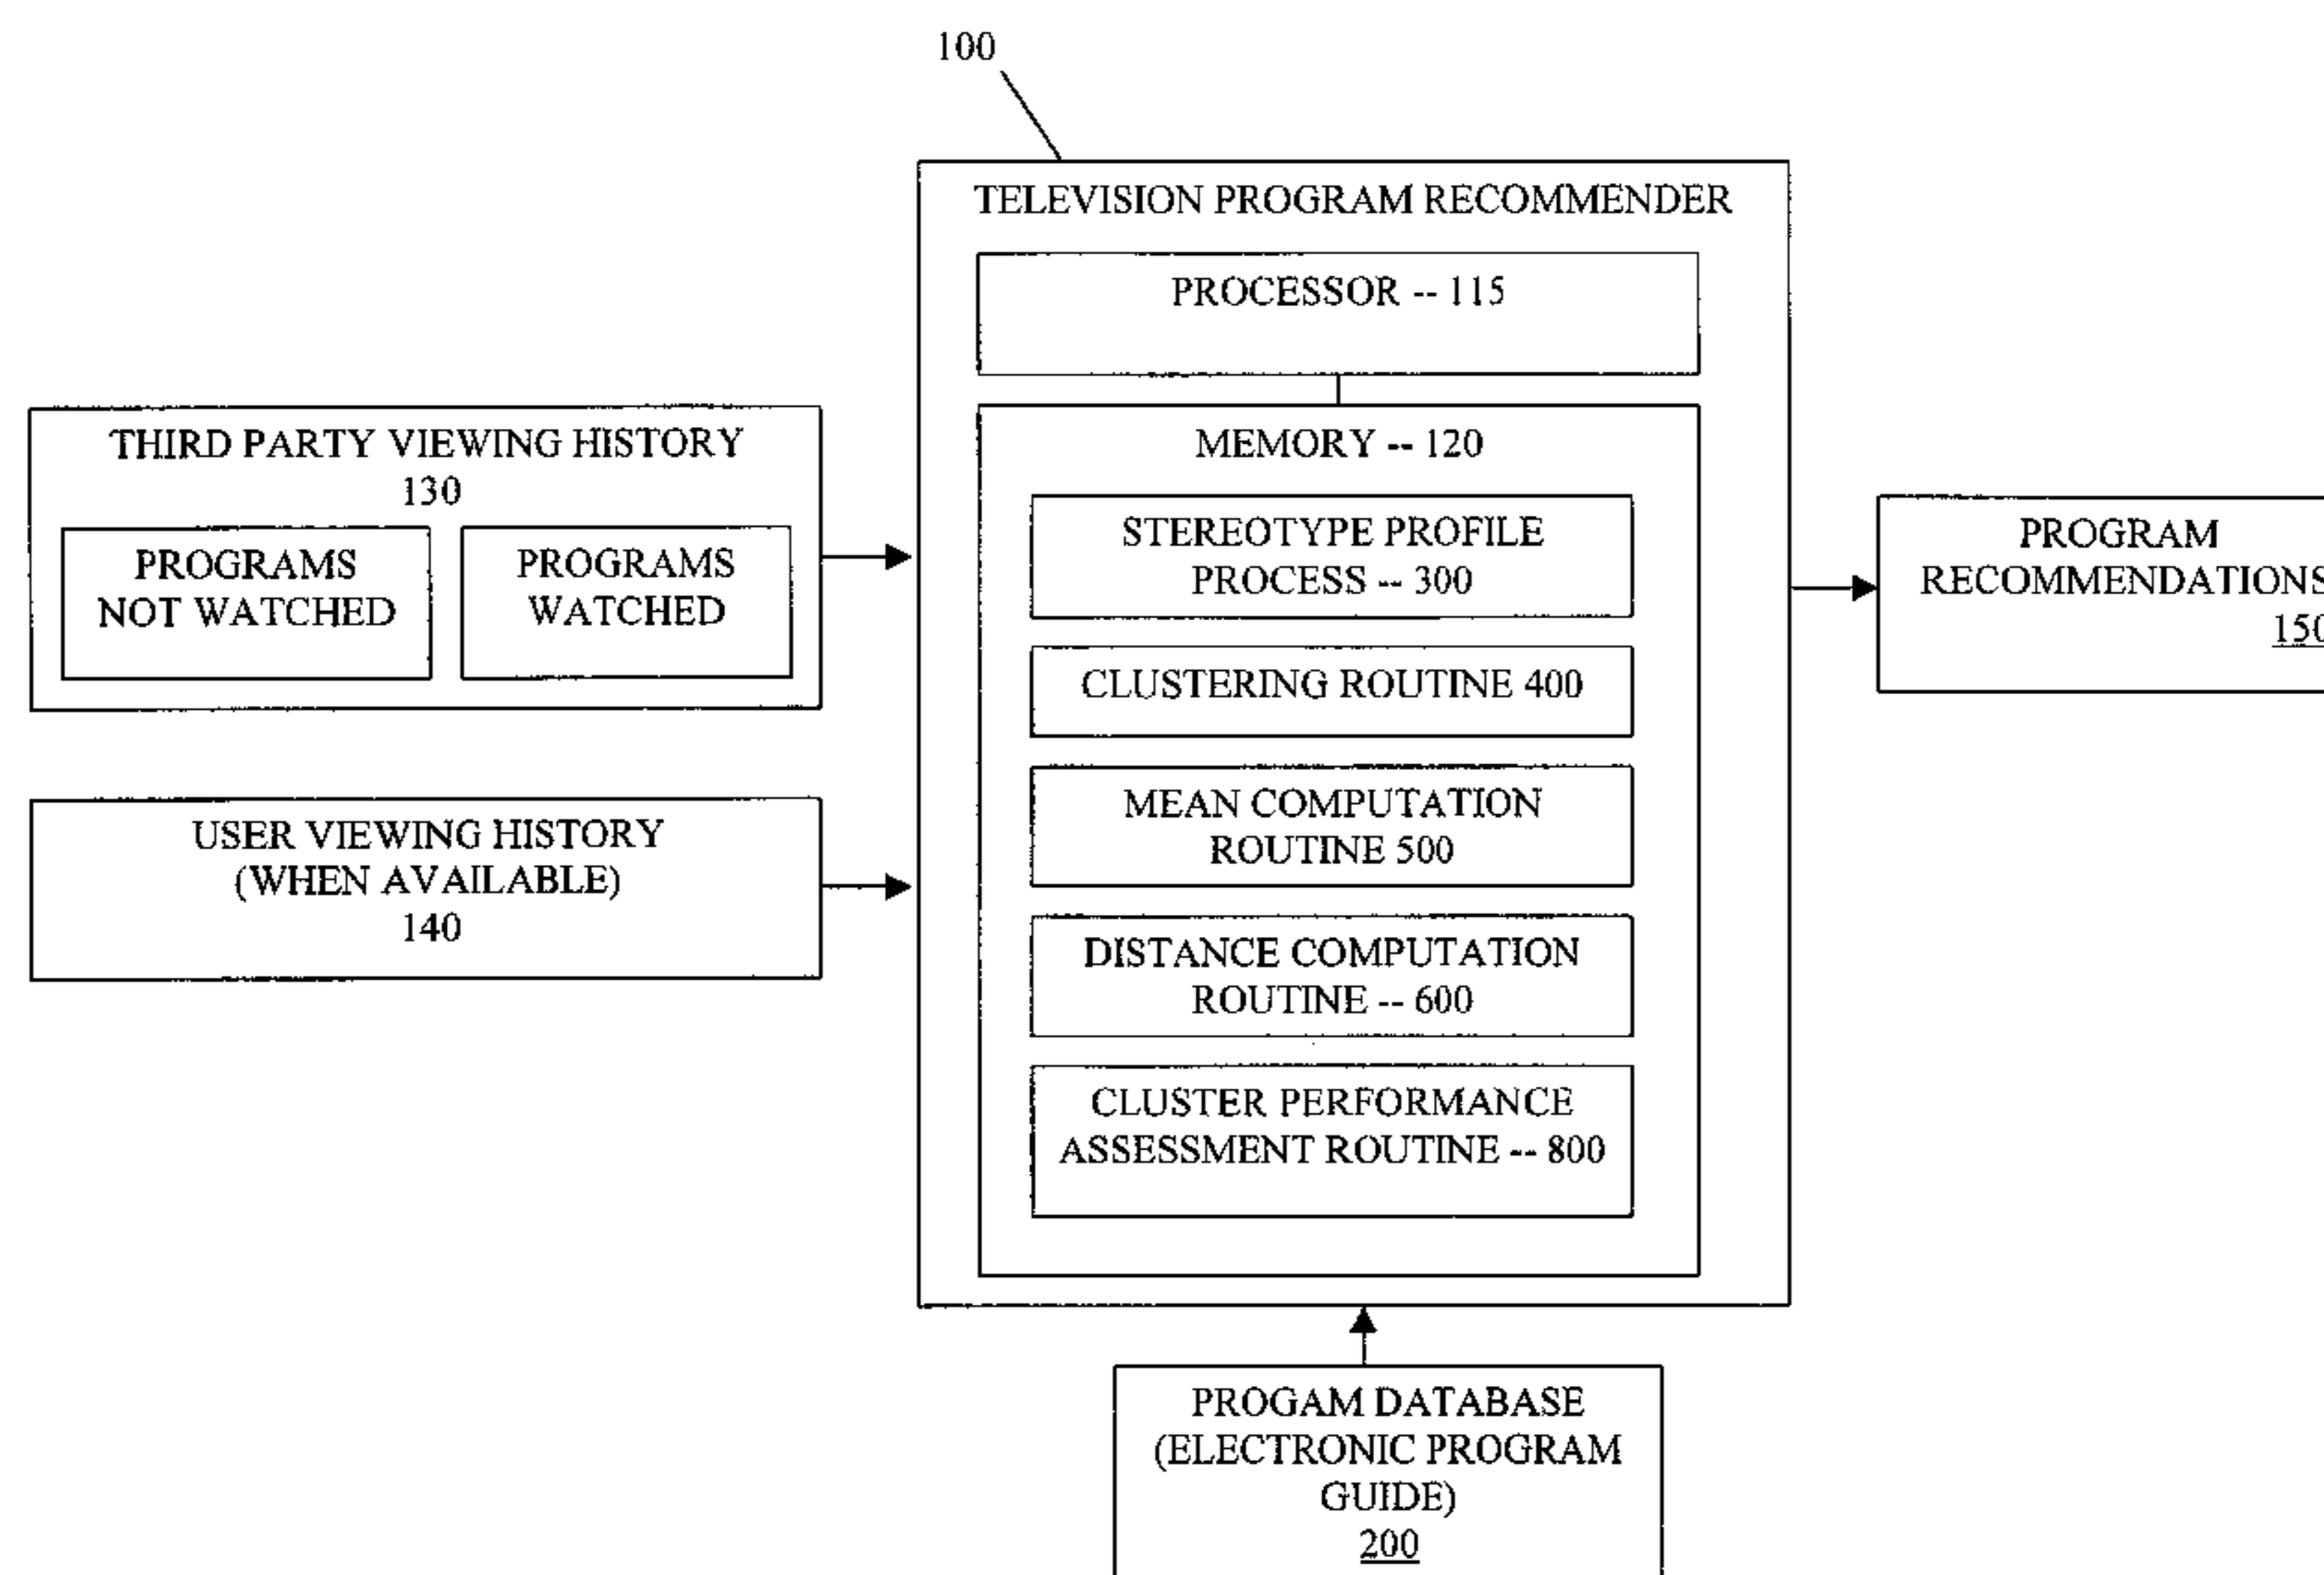 100
TELEVISION PROGRAM RECOMMENDER
PROCESSOR -- 115
MEMORY -- 120
STEREOTYPE PROFILE
PROCESS -- 300
CLUSTERING ROUTINE 400
MEAN COMPUTATION
ROUTINE 500
DISTANCE COMPUTATION
ROUTINE -- 600
CLUSTER PERFORMANCE
ASSESSMENT ROUTINE -- 800
THIRD PARTY VIEWING HISTORY
130
PROGRAMS
NOT WATCHED
PROGRAMS
WATCHED
USER VIEWING HISTORY
(WHEN AVAILABLE)
140
PROGRAM
RECOMMENDATIONS
150
PROGAM DATABASE
(ELECTRONIC PROGRAM
GUIDE)
200